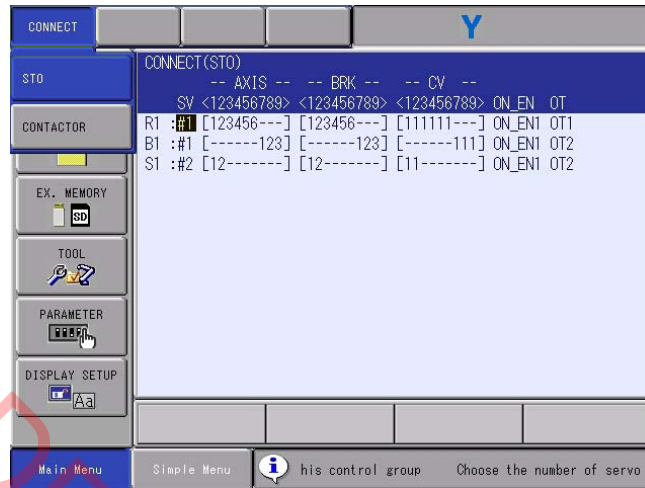 CONNECT
Y
STO
CONTACTOR
EX. MEMORY
SD
TOOL
PARAMETER
DISPLAY SETUP
Aa
CONNECT(STO)
-- AXIS -- -- BRK -- -- CV --
SV <123456789> <123456789> <123456789> ON_EN OT
R1 :#1 [123456---] [123456---] [111111---] ON_EN1 OT1
B1 :#1 [------123] [------123] [------111] ON_EN1 OT2
S1 :#2 [12-------] [12-------] [11-------] ON_EN1 OT2
Main Menu
Simple Menu
his control group Choose the number of servo